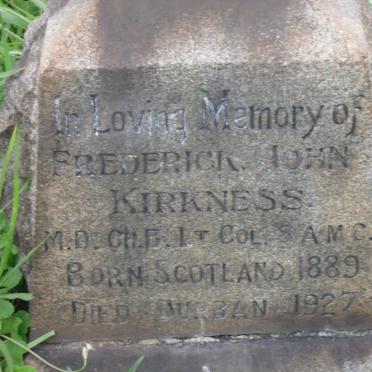 In Loving Memory of
FREDERICK. JOHN
KIRKNESS.
M.D. CH.B. LT COL. S.A.M.C.
BORN SCOTLAND 1889
DIED DURBAN 1927